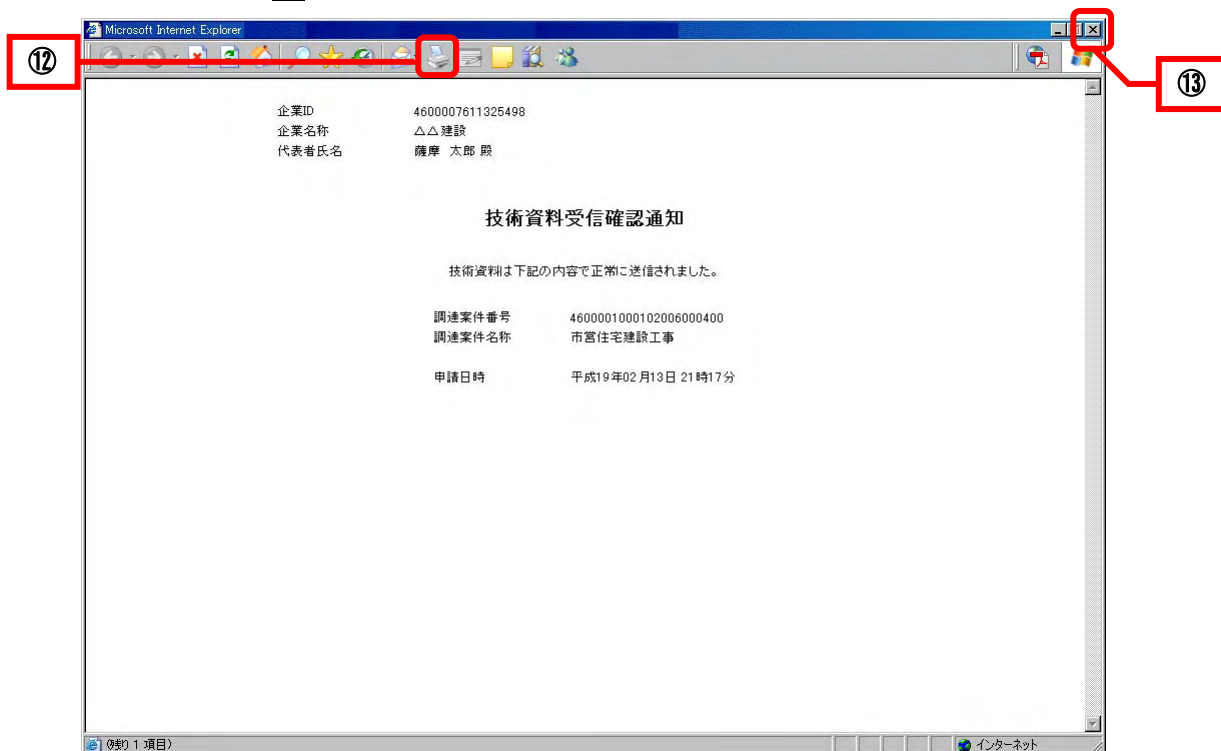 Microsoft Internet Explorer
⑫
⑬
企業ID 4600007611325498
企業名称 △△建設
代表者氏名 薩摩 太郎 殿
技術資料受信確認通知
技術資料は下記の内容で正常に送信されました。
調達案件番号 4600001000102006000400
調達案件名称 市営住宅建設工事
申請日時 平成19年02月13日 21時17分
(残り 1 項目)
インターネット